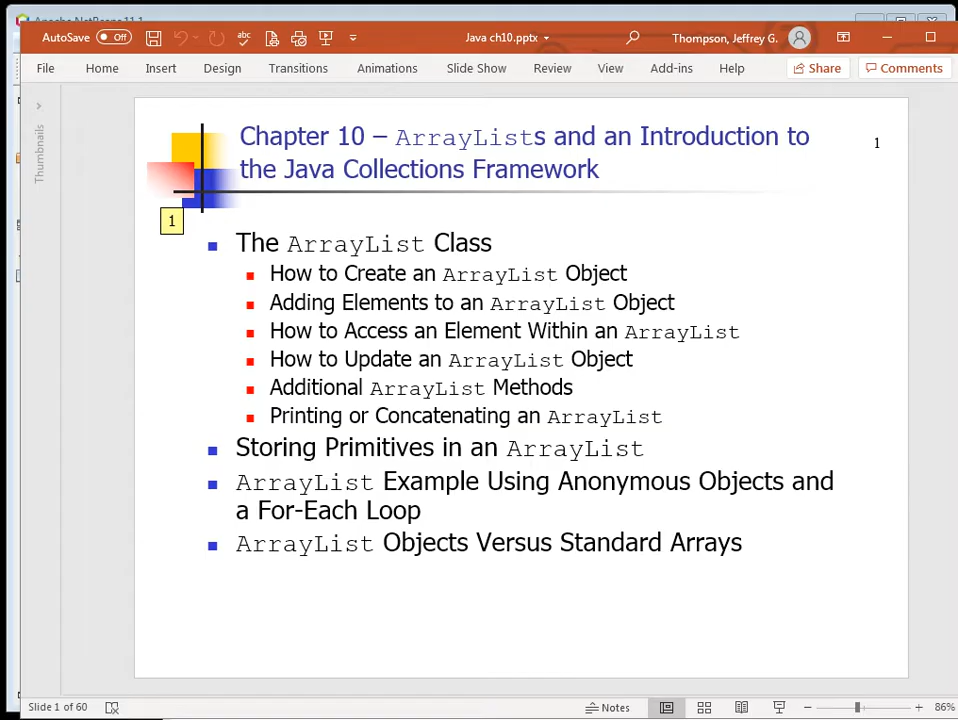 AutoSave Off Java ch10.pptx Thompson, Jeffrey G.
File Home Insert Design Transitions Animations Slide Show Review View Add-ins Help Share Comments
Thumbnails
Chapter 10 – ArrayLists and an Introduction to
the Java Collections Framework
1
1
The ArrayList Class
How to Create an ArrayList Object
Adding Elements to an ArrayList Object
How to Access an Element Within an ArrayList
How to Update an ArrayList Object
Additional ArrayList Methods
Printing or Concatenating an ArrayList
Storing Primitives in an ArrayList
ArrayList Example Using Anonymous Objects and
a For-Each Loop
ArrayList Objects Versus Standard Arrays
Slide 1 of 60 Notes 86%